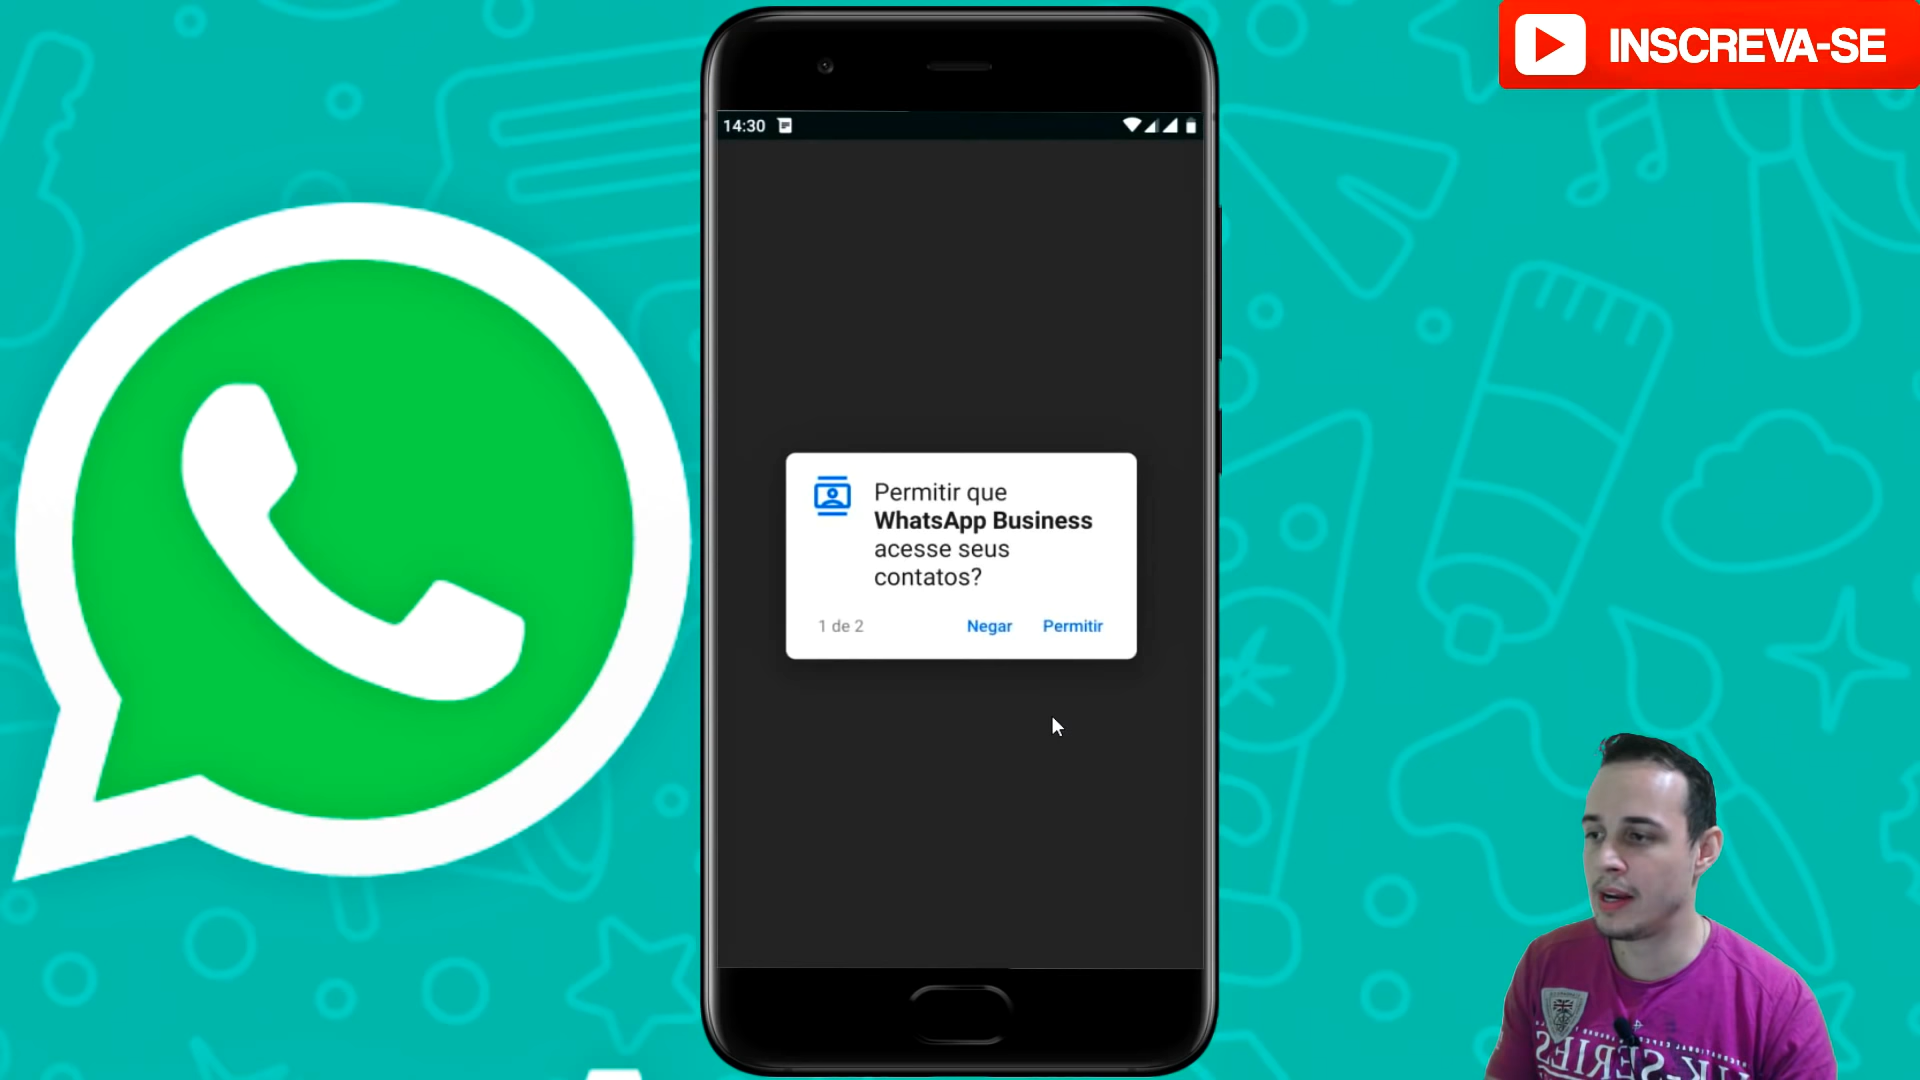 INSCREVA-SE
14:30
Permitir que
WhatsApp Business
acesse seus
contatos?
1 de 2
Negar Permitir